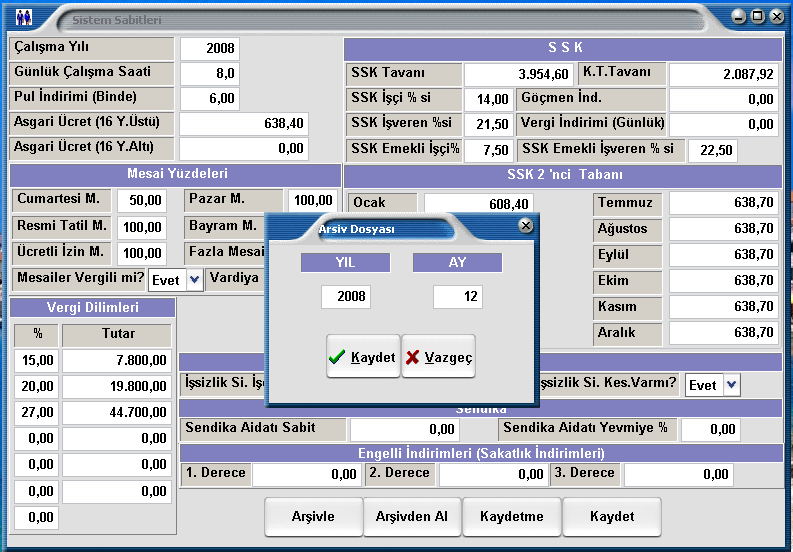 Sistem Sabitleri
Çalışma Yılı 2008
Günlük Çalışma Saati 8,0
Pul İndirimi (Binde) 6,00
Asgari Ücret (16 Y.Üstü) 638,40
Asgari Ücret (16 Y.Altı) 0,00
S S K
SSK Tavanı 3.954,60 K.T.Tavanı 2.087,92
SSK İşçi % si 14,00 Göçmen İnd. 0,00
SSK İşveren %si 21,50 Vergi İndirimi (Günlük) 0,00
SSK Emekli İşçi% 7,50 SSK Emekli İşveren % si 22,50
Mesai Yüzdeleri
Cumartesi M. 50,00 Pazar M. 100,00
Resmi Tatil M. 100,00 Bayram M.
Ücretli İzin M. 100,00 Fazla Mesai
Mesailer Vergili mi? Evet Vardiya
SSK 2 'nci Tabanı
Ocak 608,40
Temmuz 638,70
Ağustos 638,70
Eylül 638,70
Ekim 638,70
Kasım 638,70
Aralık 638,70
Arsiv Dosyası
YIL AY
2008 12
Kaydet Vazgeç
Vergi Dilimleri
% Tutar
15,00 7.800,00
20,00 19.800,00
27,00 44.700,00
0,00 0,00
0,00 0,00
0,00 0,00
0,00
İşsizlik Si. İşç
şsizlik Si. Kes.Varmı? Evet
Sendika
Sendika Aidatı Sabit 0,00 Sendika Aidatı Yevmiye % 0,00
Engelli İndirimleri (Sakatlık İndirimleri)
1. Derece 0,00 2. Derece 0,00 3. Derece 0,00
Arşivle Arşivden Al Kaydetme Kaydet